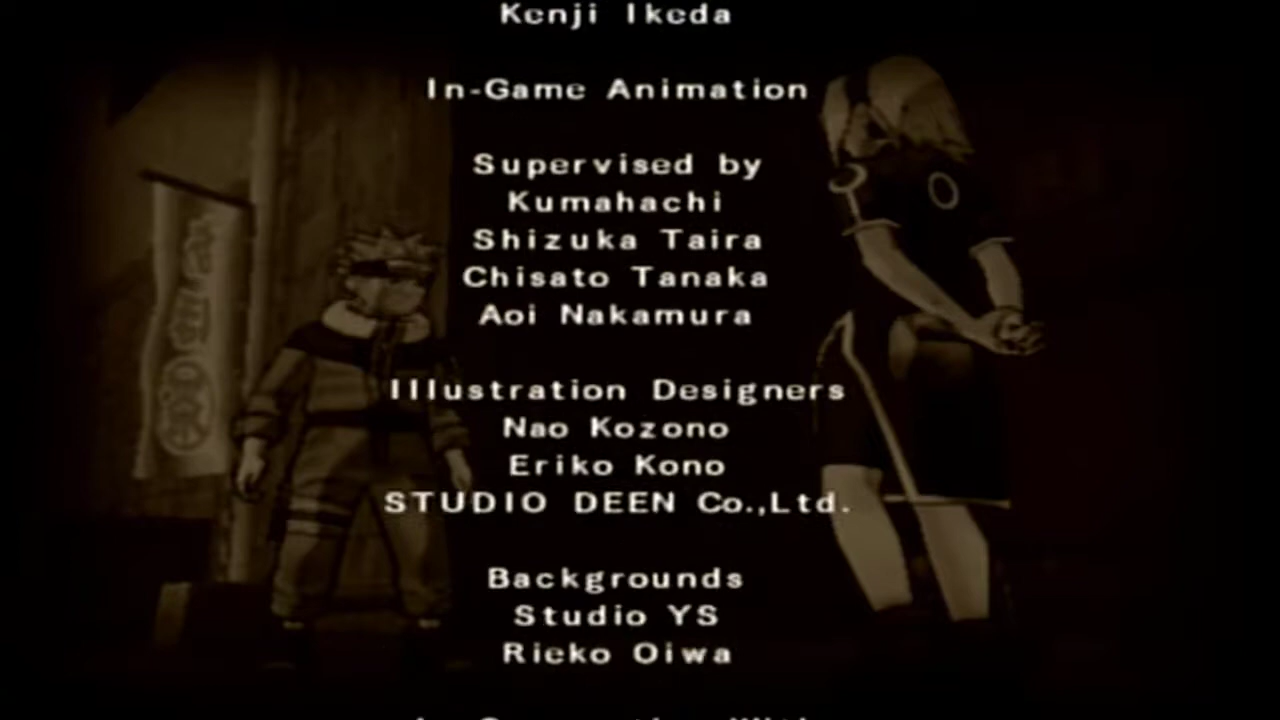 Kenji Ikeda
In-Game Animation
Supervised by
Kumahachi
Shizuka Taira
Chisato Tanaka
Aoi Nakamura
Illustration Designers
Nao Kozono
Eriko Kono
STUDIO DEEN Co.,Ltd.
Backgrounds
Studio YS
Rieko Oiwa